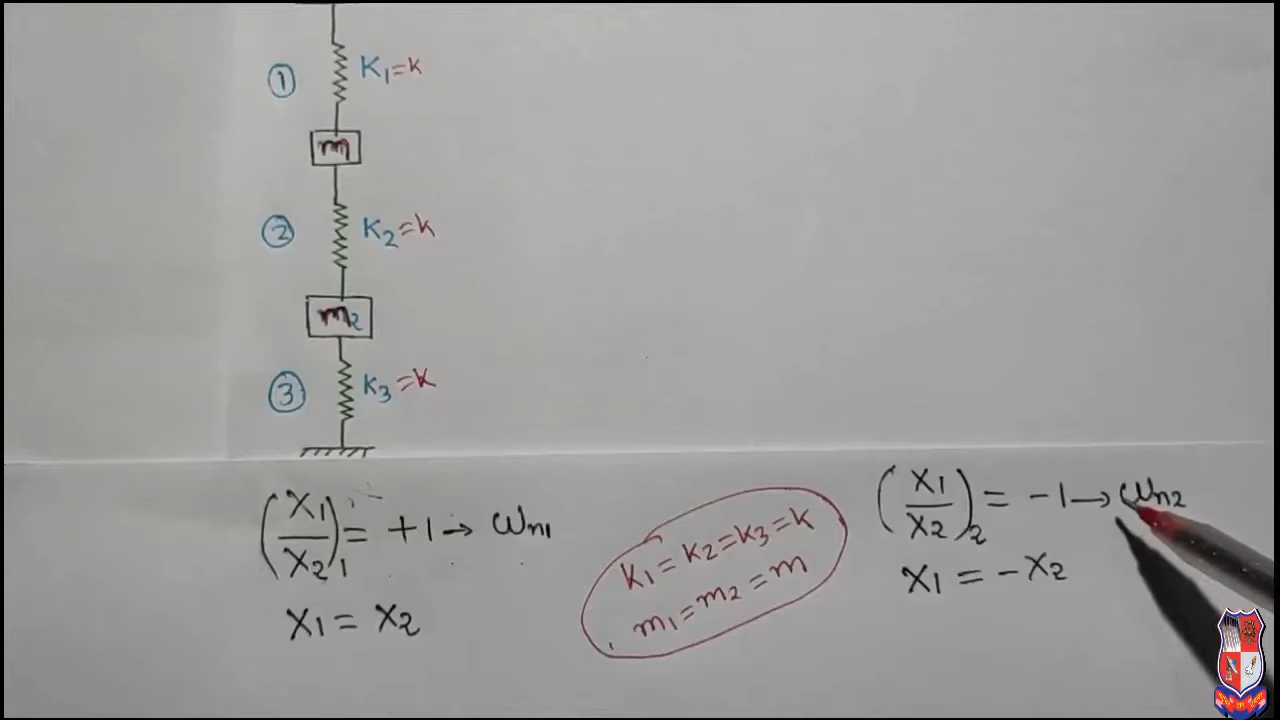 ① K₁=k
m₁
② K₂=k
m₂
③ K₃=k
(X₁/X₂)₁ = +1 → ωn₁
X₁ = X₂
K₁=K₂=K₃=k
m₁=m₂=m
(X₁/X₂)₂ = -1 → ωn₂
X₁ = -X₂